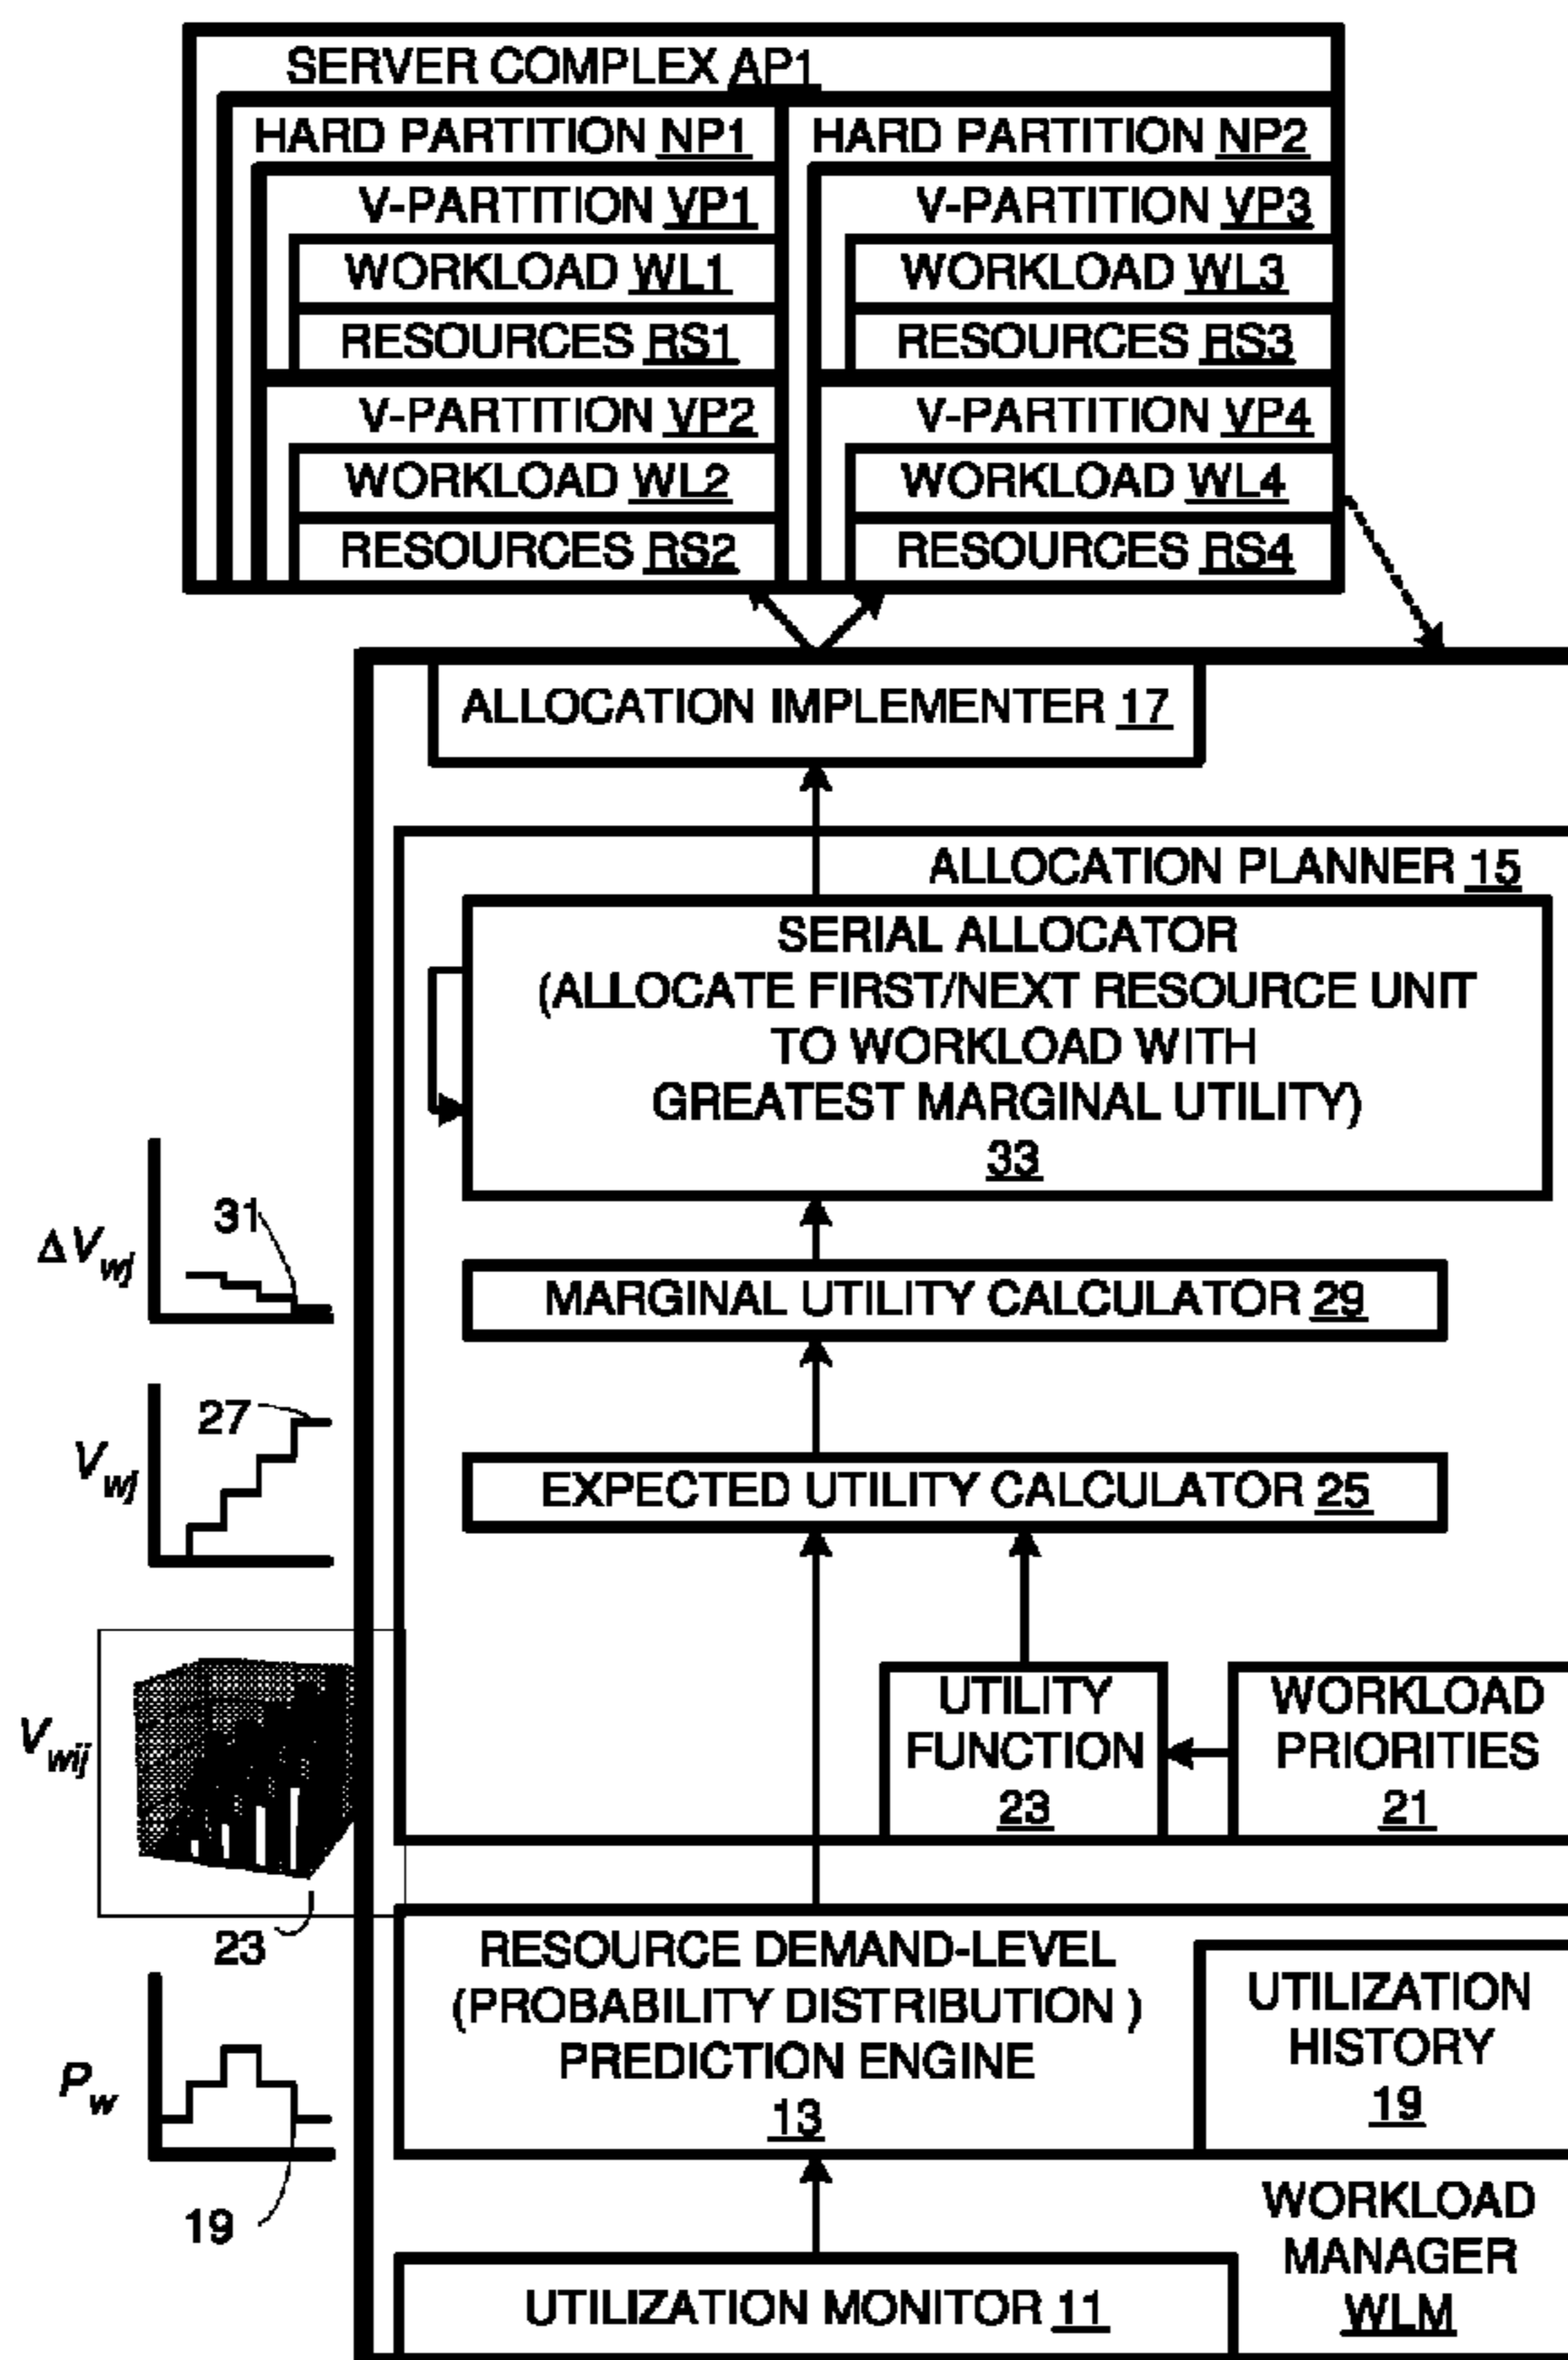 SERVER COMPLEX AP1
HARD PARTITION NP1
HARD PARTITION NP2
V-PARTITION VP1
V-PARTITION VP3
WORKLOAD WL1
WORKLOAD WL3
RESOURCES RS1
RESOURCES RS3
V-PARTITION VP2
V-PARTITION VP4
WORKLOAD WL2
WORKLOAD WL4
RESOURCES RS2
RESOURCES RS4
ALLOCATION IMPLEMENTER 17
ALLOCATION PLANNER 15
SERIAL ALLOCATOR
(ALLOCATE FIRST/NEXT RESOURCE UNIT
TO WORKLOAD WITH
GREATEST MARGINAL UTILITY)
33
31
ΔVwj
MARGINAL UTILITY CALCULATOR 29
27
Vwj
EXPECTED UTILITY CALCULATOR 25
Vwij
23
UTILITY
FUNCTION
23
WORKLOAD
PRIORITIES
21
RESOURCE DEMAND-LEVEL
(PROBABILITY DISTRIBUTION )
PREDICTION ENGINE
13
UTILIZATION
HISTORY
19
Pw
19
WORKLOAD
MANAGER
WLM
UTILIZATION MONITOR 11